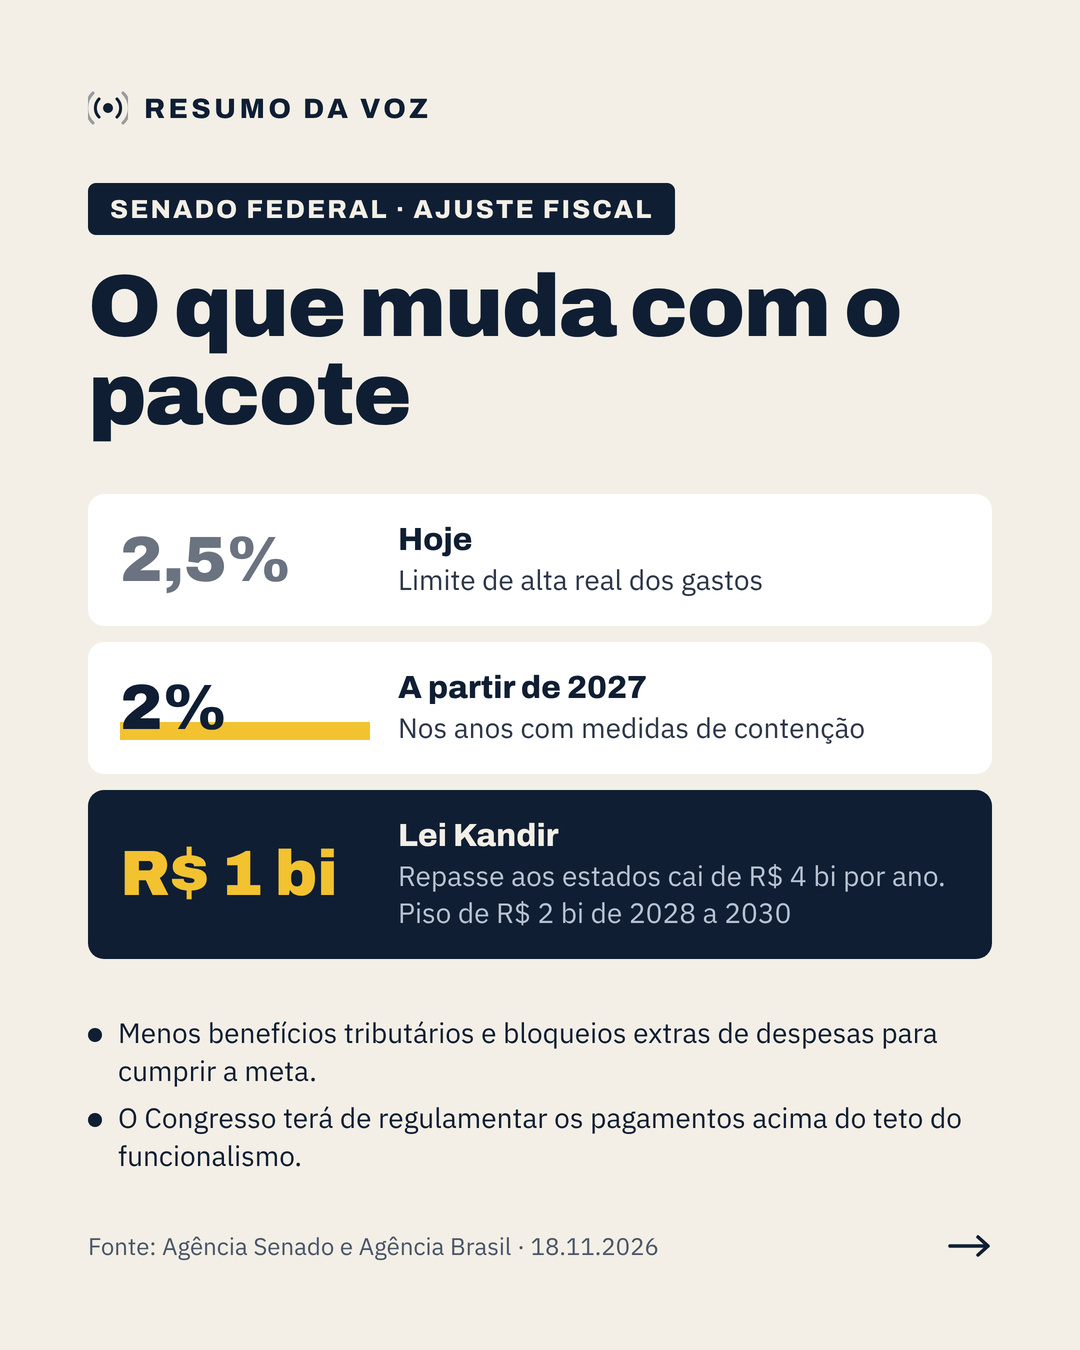 RESUMO DA VOZ
SENADO FEDERAL · AJUSTE FISCAL
O que muda com o
pacote
2,5%
Hoje
Limite de alta real dos gastos
2%
A partir de 2027
Nos anos com medidas de contenção
R$ 1 bi
Lei Kandir
Repasse aos estados cai de R$ 4 bi por ano.
Piso de R$ 2 bi de 2028 a 2030
• Menos benefícios tributários e bloqueios extras de despesas para
cumprir a meta.
• O Congresso terá de regulamentar os pagamentos acima do teto do
funcionalismo.
Fonte: Agência Senado e Agência Brasil · 18.11.2026